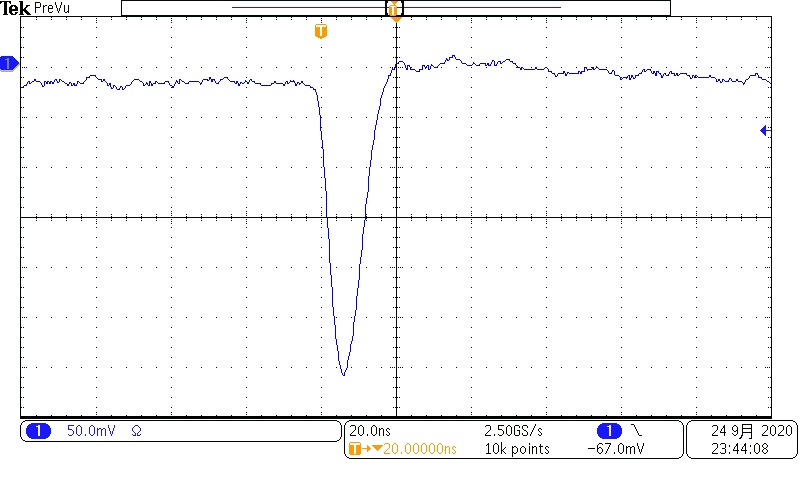 Tek PreVu
T
T
1
1 50.0mV Ω
20.0ns 2.50GS/s 1
T→▼20.00000ns 10k points −67.0mV
24 9月 2020
23:44:08